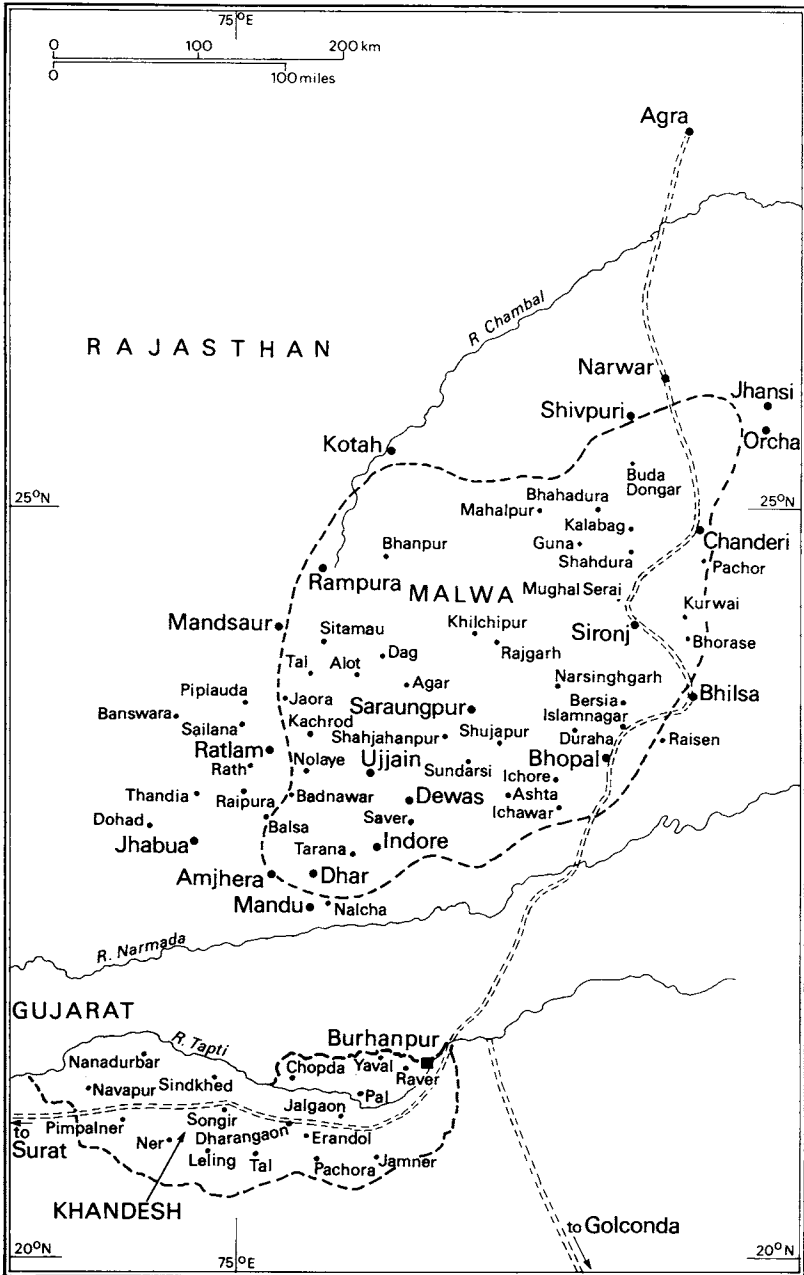 75°E
0 100 200 km
0 100 miles
Agra
R Chambal
RAJASTHAN
Narwar
Jhansi
Shivpuri
Orcha
Kotah
Buda
Dongar
25°N
25°N
Bhahadura
Mahalpur
Kalabag
Chanderi
Guna
Bhanpur
Shahdura
Pachor
Rampura
MALWA
Mughal Serai
Kurwai
Mandsaur
Khilchipur
Sironj
Sitamau
Rajgarh
Bhorase
Dag
Tal
Alot
Narsinghgarh
Agar
Bhilsa
Piplauda
Jaora
Bersia
Banswara
Saraungpur
Islamnagar
Sailana
Kachrod
Shahjahanpur
Shujapur
Duraha
Raisen
Ratlam
Nolaye
Ujjain
Sundarsi
Bhopal
Rath
Ichore
Thandia
Raipura
Badnawar
Dewas
Ashta
Ichawar
Dohad
Balsa
Saver
Jhabua
Tarana
Indore
Amjhera
Dhar
Mandu
Nalcha
R. Narmada
GUJARAT
R. Tapti
Burhanpur
Nanadurbar
Chopda
Yaval
Raver
Navapur
Sindkhed
Pal
Jalgaon
Pimpalner
Songir
to
Surat
Ner
Dharangaon
Erandol
Leling
Tal
Pachora
Jamner
KHANDESH
to Golconda
20°N
75°E
20°N